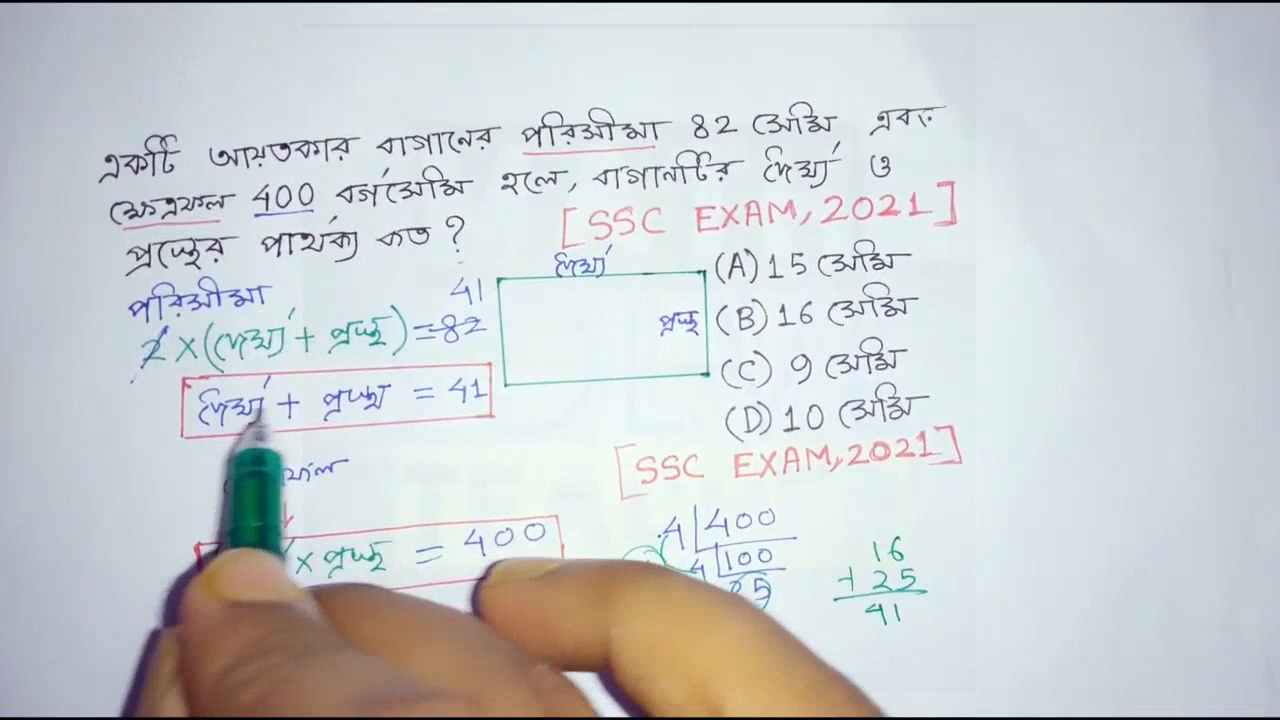 একটি আয়তকার বাগানের পরিসীমা 82 সেমি এবং
ক্ষেত্রফল 400 বর্গসেমি হলে, বাগানটির দৈর্ঘ্য ও
প্রস্থের পার্থক্য কত ?
[SSC EXAM, 2021]
পরিসীমা
41
2 × (দৈর্ঘ্য + প্রস্থ) = 82
দৈর্ঘ্য + প্রস্থ = 41
× প্রস্থ = 400
দৈর্ঘ্য
প্রস্থ
(A) 15 সেমি
(B) 16 সেমি
(C) 9 সেমি
(D) 10 সেমি
[SSC EXAM, 2021]
4 400
4 100
25
16
+ 25
41